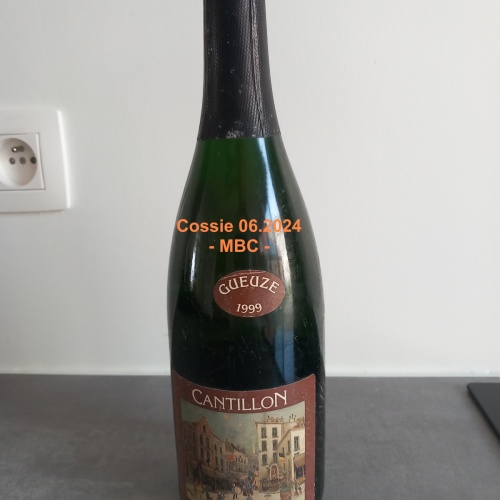 Cossie 06.2024
- MBC -
GUEUZE
1999
CANTILLON